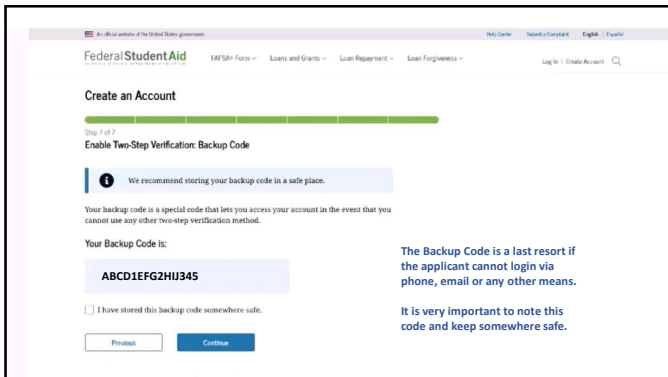 An official website of the United States government.
Help Center
Submit a Complaint
English | Español
Federal Student Aid
FAFSA® Form
Loans and Grants
Loan Repayment
Loan Forgiveness
Log In | Create Account
Create an Account
Step 7 of 7
Enable Two-Step Verification: Backup Code
We recommend storing your backup code in a safe place.
Your backup code is a special code that lets you access your account in the event that you
cannot use any other two-step verification method.
Your Backup Code is:
ABCD1EFG2HIJ345
I have stored this backup code somewhere safe.
Previous
Continue
The Backup Code is a last resort if
the applicant cannot login via
phone, email or any other means.
It is very important to note this
code and keep somewhere safe.